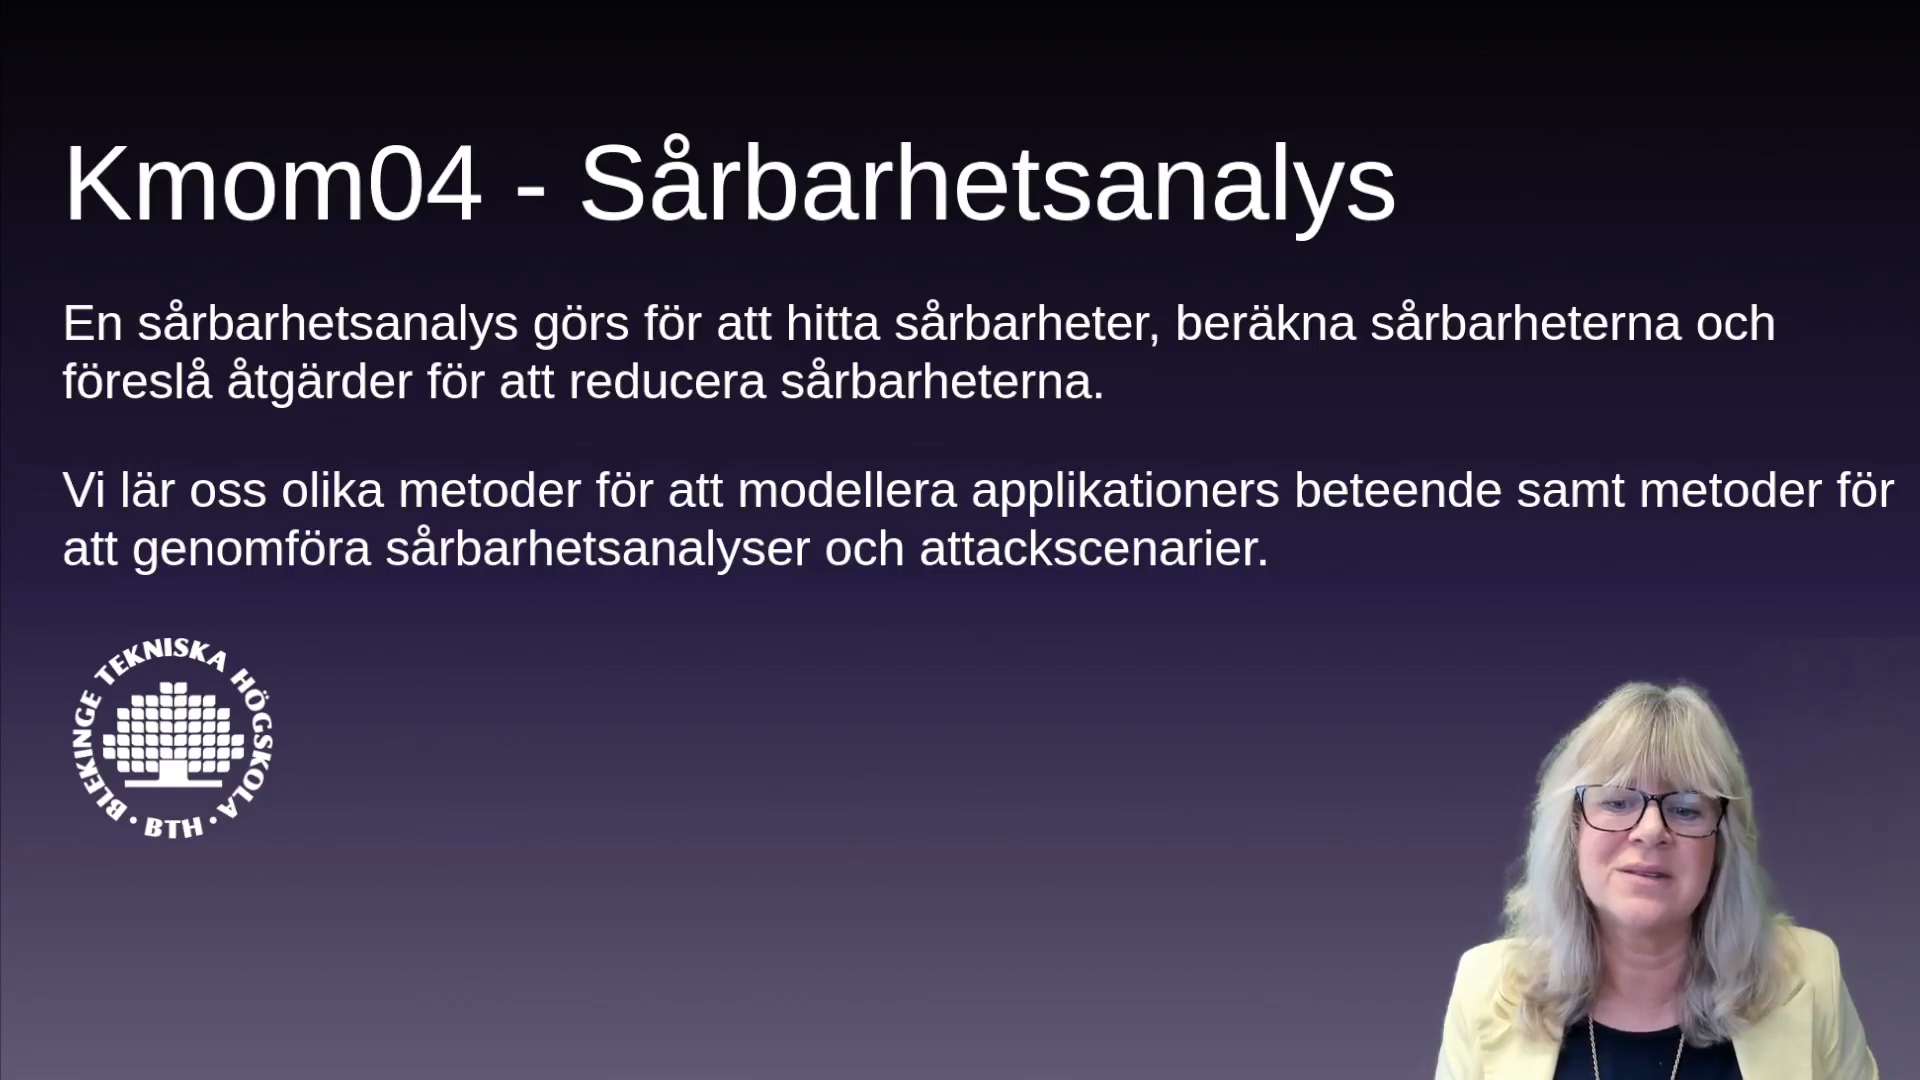 Kmom04 - Sårbarhetsanalys
En sårbarhetsanalys görs för att hitta sårbarheter, beräkna sårbarheterna och
föreslå åtgärder för att reducera sårbarheterna.
Vi lär oss olika metoder för att modellera applikationers beteende samt metoder för
att genomföra sårbarhetsanalyser och attackscenarier.
BLEKINGE TEKNISKA HÖGSKOLA
· BTH ·